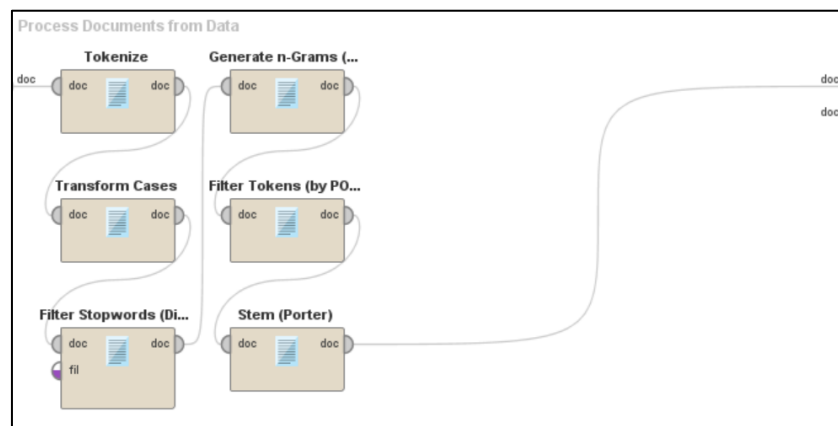 Process Documents from Data
Tokenize
Generate n-Grams (...
doc
doc
doc
doc
doc
doc
doc
Transform Cases
Filter Tokens (by PO...
doc
doc
doc
doc
Filter Stopwords (Di...
Stem (Porter)
doc
doc
doc
doc
fil